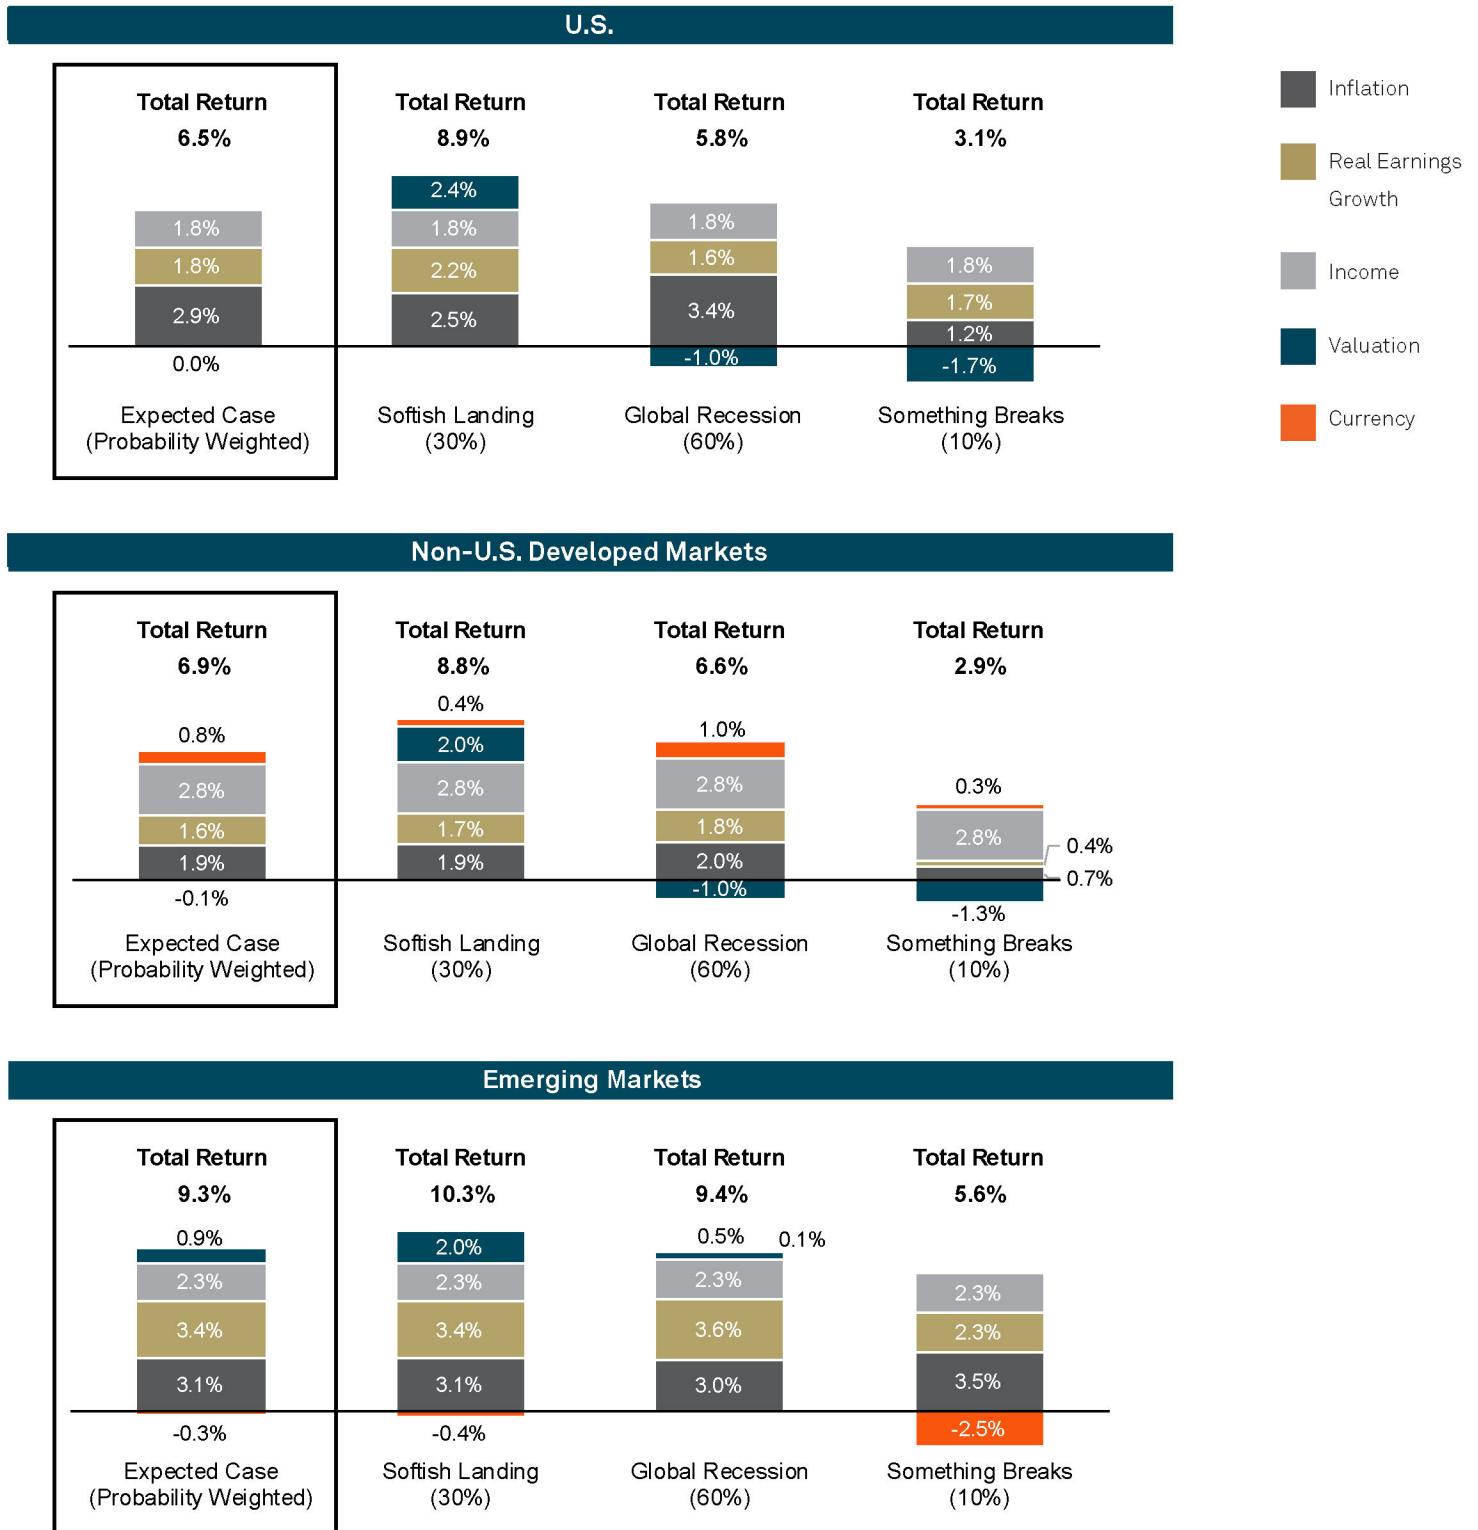 U.S.
Total Return Total Return Total Return Total Return
6.5% 8.9% 5.8% 3.1%
2.4%
1.8% 1.8% 1.8% 1.8%
1.8% 2.2% 1.6% 1.7%
2.9% 2.5% 3.4% 1.2%
0.0% -1.0% -1.7%
Expected Case Softish Landing Global Recession Something Breaks
(Probability Weighted) (30%) (60%) (10%)
Inflation
Real Earnings
Growth
Income
Valuation
Currency
Non-U.S. Developed Markets
Total Return Total Return Total Return Total Return
6.9% 8.8% 6.6% 2.9%
0.8% 0.4% 1.0% 0.3%
2.0%
2.8% 2.8% 2.8% 2.8%
1.6% 1.7% 1.8% 0.4%
1.9% 1.9% 2.0% 0.7%
-0.1% -1.0% -1.3%
Expected Case Softish Landing Global Recession Something Breaks
(Probability Weighted) (30%) (60%) (10%)
Emerging Markets
Total Return Total Return Total Return Total Return
9.3% 10.3% 9.4% 5.6%
0.9% 2.0% 0.5% 0.1%
2.3% 2.3% 2.3% 2.3%
3.4% 3.4% 3.6% 2.3%
3.1% 3.1% 3.0% 3.5%
-0.3% -0.4% -2.5%
Expected Case Softish Landing Global Recession Something Breaks
(Probability Weighted) (30%) (60%) (10%)